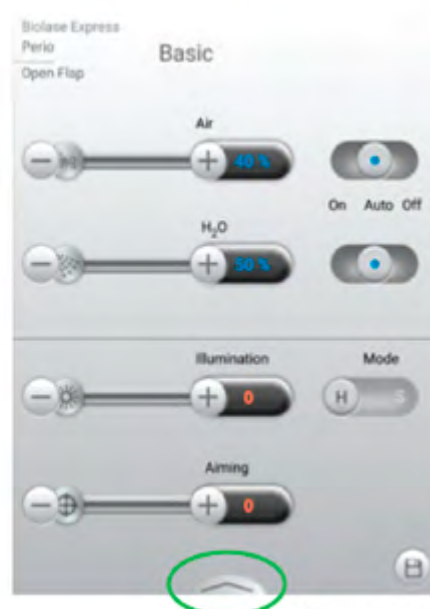 Biolase Express
Perio
Open Flap
Basic
Air
40 %
On Auto Off
H₂O
50 %
Illumination
0
Mode
H S
Aiming
0